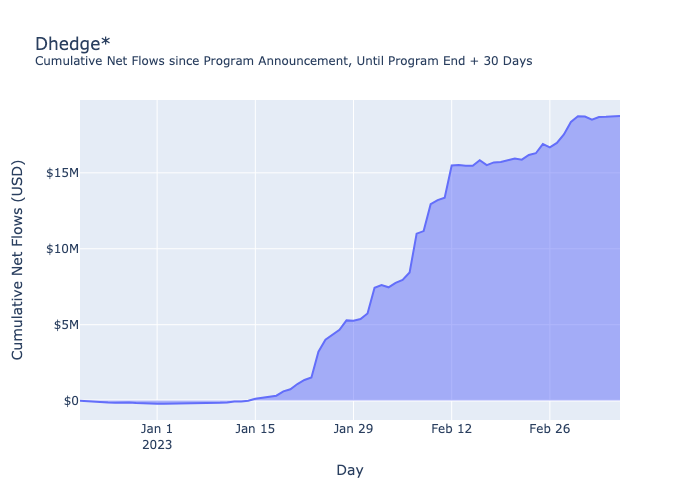 Dhedge*
Cumulative Net Flows since Program Announcement, Until Program End + 30 Days
Cumulative Net Flows (USD)
$15M
$10M
$5M
$0
Jan 1
2023
Jan 15
Jan 29
Feb 12
Feb 26
Day